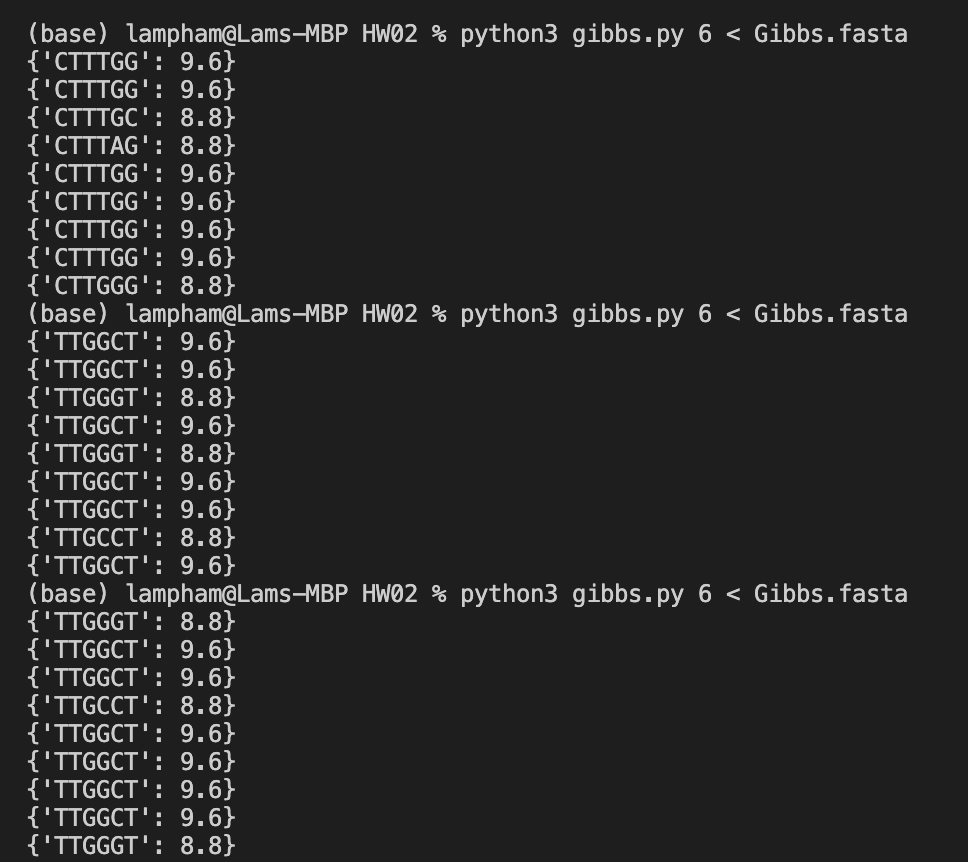 (base) lampham@Lams-MBP HW02 % python3 gibbs.py 6 < Gibbs.fasta
{'CTTTGG': 9.6}
{'CTTTGG': 9.6}
{'CTTTGC': 8.8}
{'CTTTAG': 8.8}
{'CTTTGG': 9.6}
{'CTTTGG': 9.6}
{'CTTTGG': 9.6}
{'CTTTGG': 9.6}
{'CTTGGG': 8.8}
(base) lampham@Lams-MBP HW02 % python3 gibbs.py 6 < Gibbs.fasta
{'TTGGCT': 9.6}
{'TTGGCT': 9.6}
{'TTGGGT': 8.8}
{'TTGGCT': 9.6}
{'TTGGGT': 8.8}
{'TTGGCT': 9.6}
{'TTGGCT': 9.6}
{'TTGCCT': 8.8}
{'TTGGCT': 9.6}
(base) lampham@Lams-MBP HW02 % python3 gibbs.py 6 < Gibbs.fasta
{'TTGGGT': 8.8}
{'TTGGCT': 9.6}
{'TTGGCT': 9.6}
{'TTGCCT': 8.8}
{'TTGGCT': 9.6}
{'TTGGCT': 9.6}
{'TTGGCT': 9.6}
{'TTGGCT': 9.6}
{'TTGGGT': 8.8}